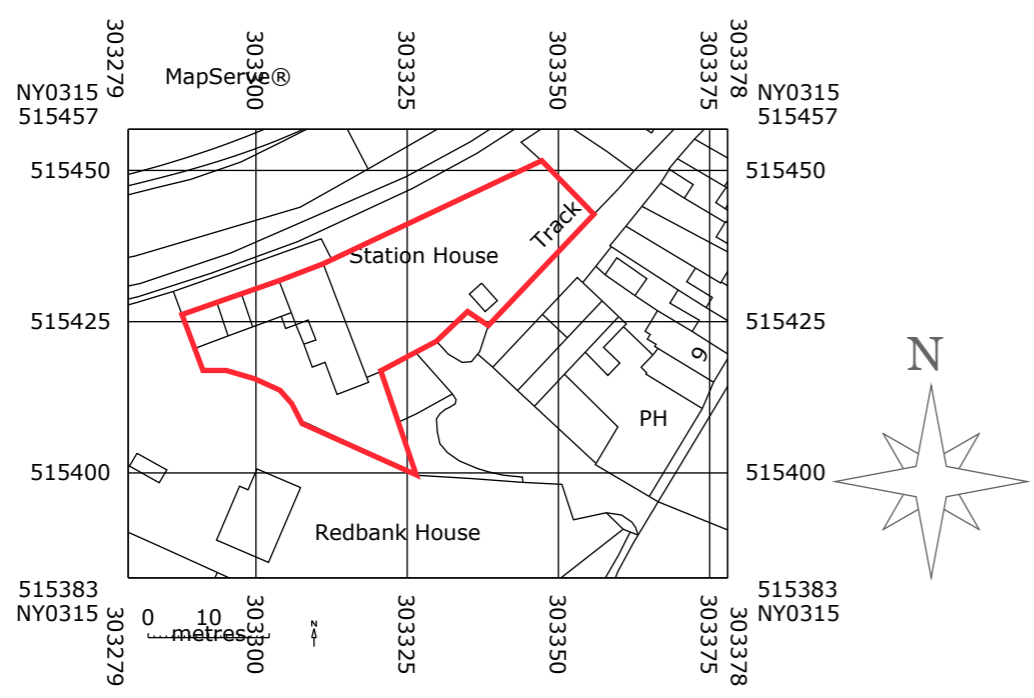 303279
303300
303325
303350
303375
303378
MapServe®
NY0315
515457
NY0315
515457
515450
515450
Track
Station House
515425
515425
9
N
PH
515400
515400
Redbank House
515383
NY0315
515383
NY0315
0 10
metres
N
303279
303300
303325
303350
303375
303378